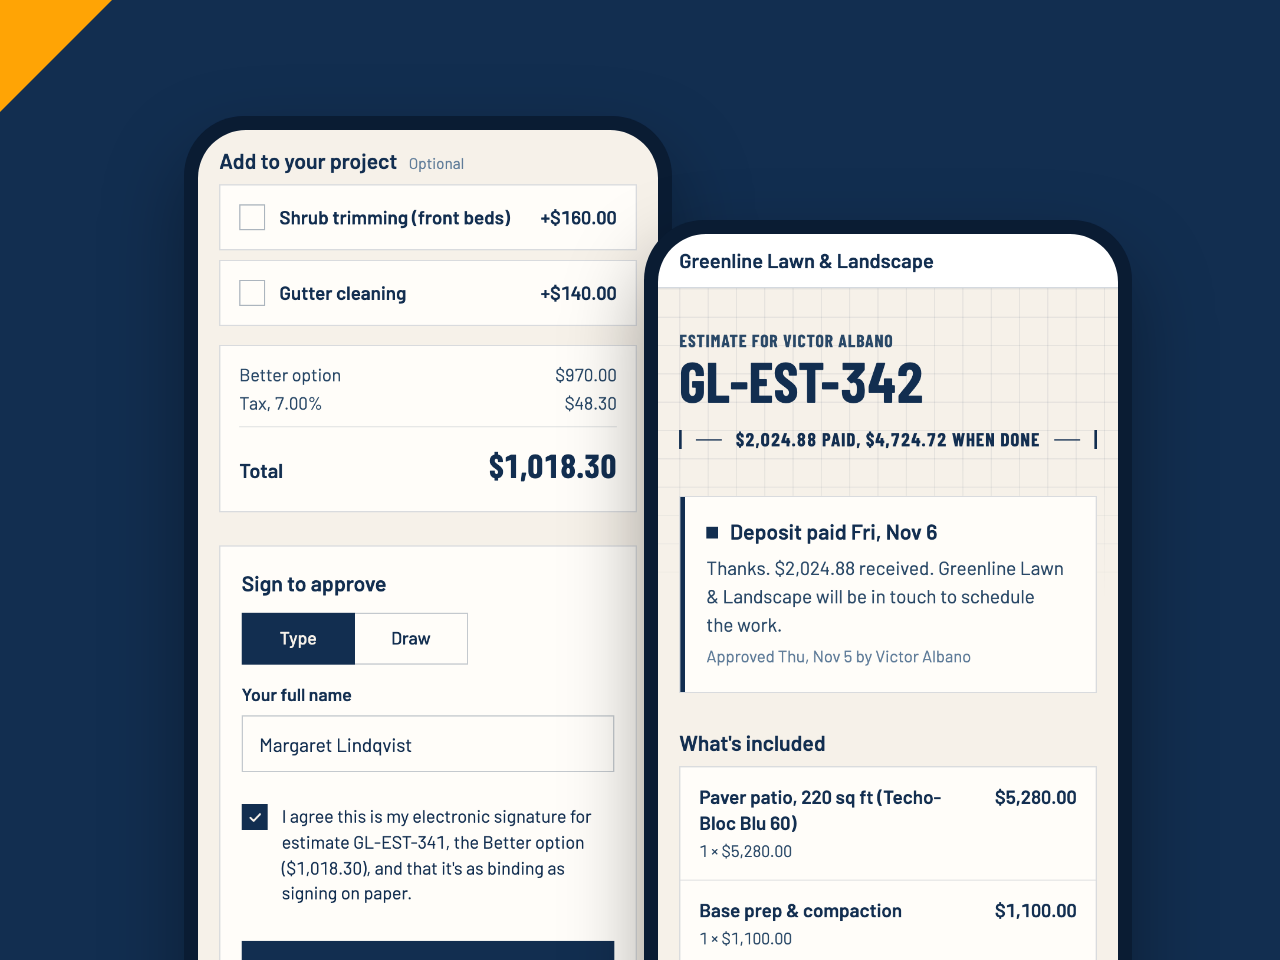 Add to your project Optional
Shrub trimming (front beds) +$160.00
Gutter cleaning +$140.00
Better option $970.00
Tax, 7.00% $48.30
Total $1,018.30
Sign to approve
Type Draw
Your full name
Margaret Lindqvist
I agree this is my electronic signature for
estimate GL-EST-341, the Better option
($1,018.30), and that it's as binding as
signing on paper.
Greenline Lawn & Landscape
ESTIMATE FOR VICTOR ALBANO
GL-EST-342
$2,024.88 PAID, $4,724.72 WHEN DONE
Deposit paid Fri, Nov 6
Thanks. $2,024.88 received. Greenline Lawn
& Landscape will be in touch to schedule
the work.
Approved Thu, Nov 5 by Victor Albano
What's included
Paver patio, 220 sq ft (Techo-
Bloc Blu 60) $5,280.00
1 × $5,280.00
Base prep & compaction $1,100.00
1 × $1,100.00